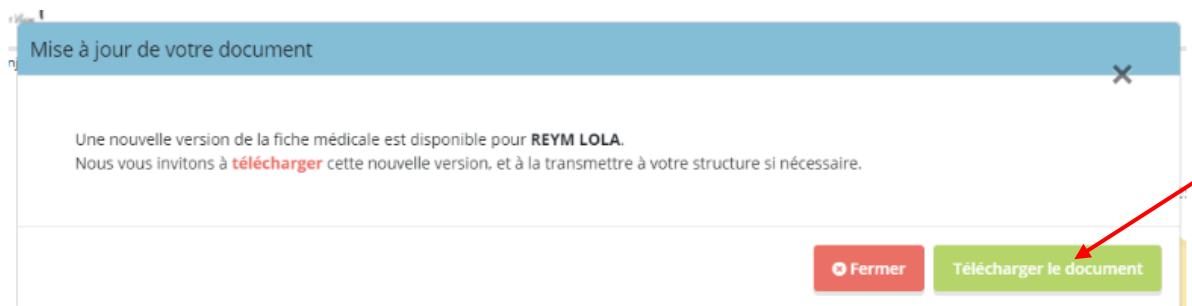 Mise à jour de votre document
Une nouvelle version de la fiche médicale est disponible pour REYM LOLA.
Nous vous invitons à télécharger cette nouvelle version, et à la transmettre à votre structure si nécessaire.
Fermer
Télécharger le document